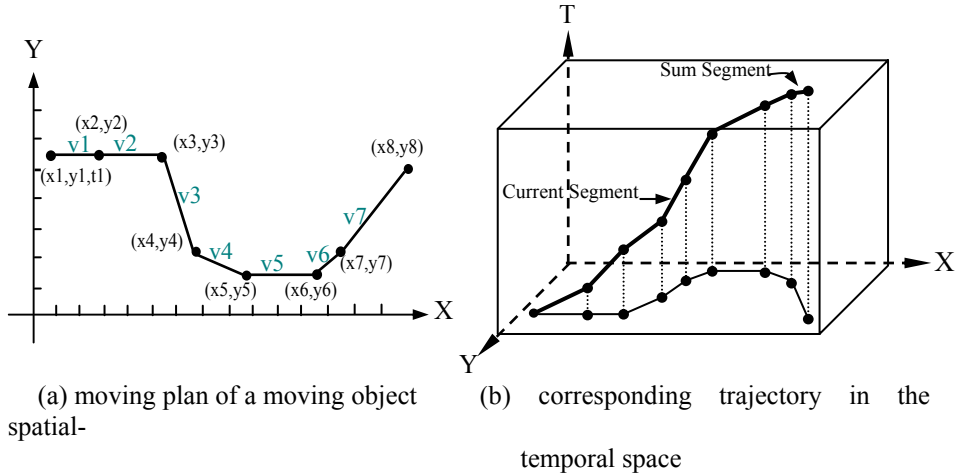 Y
(x2,y2)
v1 v2
(x3,y3)
(x1,y1,t1)
(x8,y8)
v3
v7
(x4,y4)
v4
v5
v6
(x7,y7)
(x5,y5)
(x6,y6)
X
T
Sum Segment
Current Segment
X
Y
(a) moving plan of a moving object
spatial-
(b) corresponding trajectory in the
temporal space